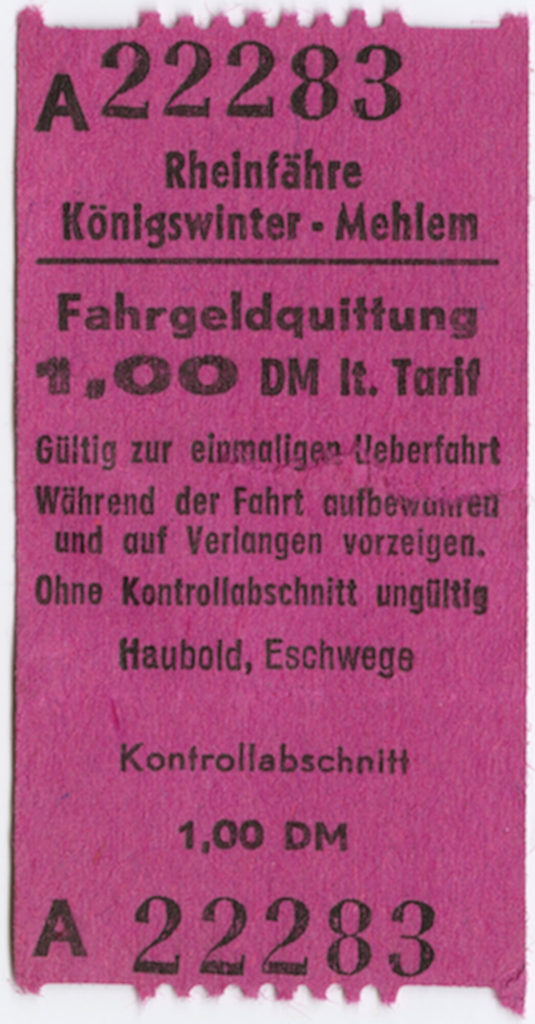 A 22283
Rheinfähre
Königswinter - Mehlem
Fahrgeldquittung
1,00 DM lt. Tarif
Gültig zur einmaligen Ueberfahrt
Während der Fahrt aufbewahren
und auf Verlangen vorzeigen.
Ohne Kontrollabschnitt ungültig
Haubold, Eschwege
Kontrollabschnitt
1,00 DM
A 22283